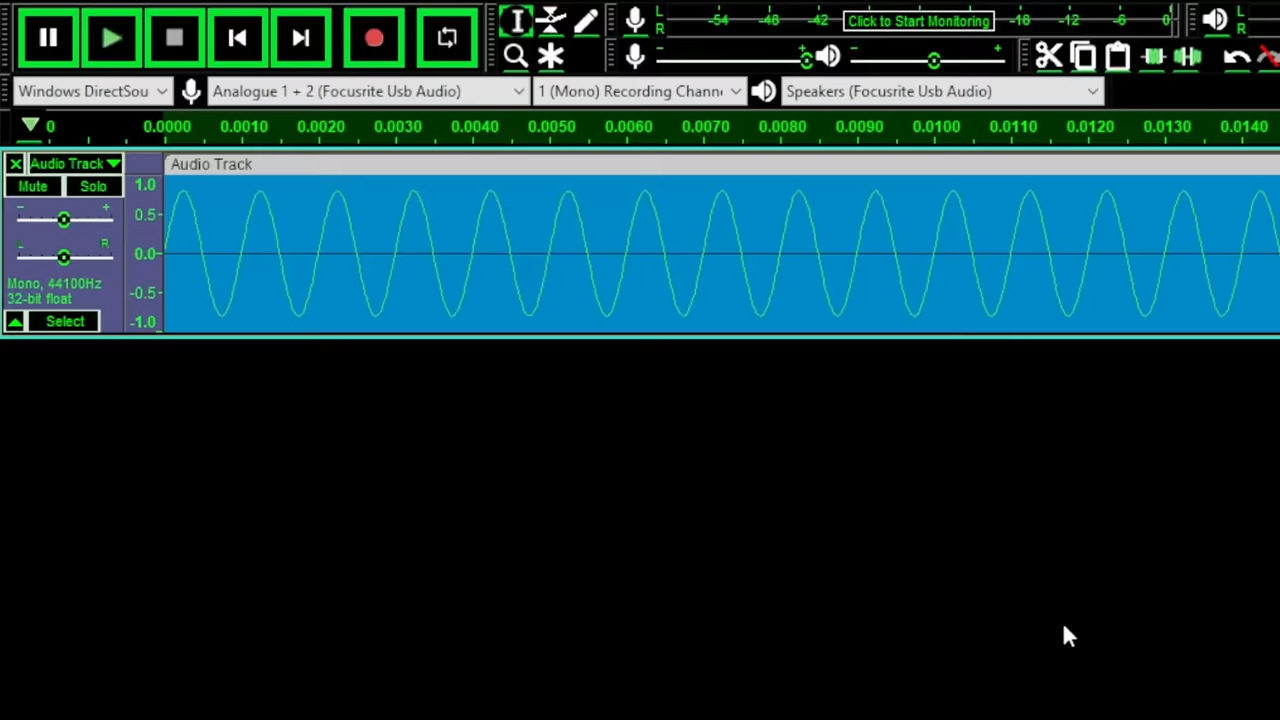 L
R
-54 -48 -42 Click to Start Monitoring -18 -12 -6 0
L
R
- +
- +
Windows DirectSou
Analogue 1 + 2 (Focusrite Usb Audio)
1 (Mono) Recording Chann
Speakers (Focusrite Usb Audio)
0 0.0000 0.0010 0.0020 0.0030 0.0040 0.0050 0.0060 0.0070 0.0080 0.0090 0.0100 0.0110 0.0120 0.0130 0.0140
X Audio Track
Audio Track
Mute Solo
- +
L R
Mono, 44100Hz
32-bit float
Select
1.0
0.5
0.0
-0.5
-1.0